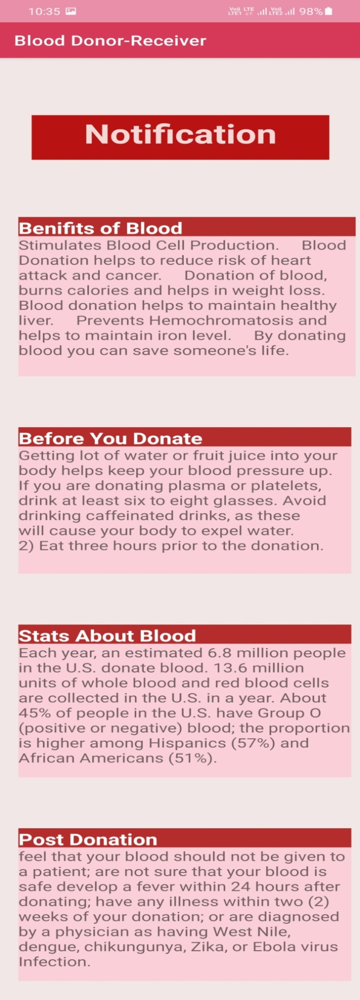 10:35
Vo) LTE1 LTE Vo) LTE2 98%
Blood Donor-Receiver
Notification
Benifits of Blood
Stimulates Blood Cell Production. Blood
Donation helps to reduce risk of heart
attack and cancer. Donation of blood,
burns calories and helps in weight loss.
Blood donation helps to maintain healthy
liver. Prevents Hemochromatosis and
helps to maintain iron level. By donating
blood you can save someone's life.
Before You Donate
Getting lot of water or fruit juice into your
body helps keep your blood pressure up.
If you are donating plasma or platelets,
drink at least six to eight glasses. Avoid
drinking caffeinated drinks, as these
will cause your body to expel water.
2) Eat three hours prior to the donation.
Stats About Blood
Each year, an estimated 6.8 million people
in the U.S. donate blood. 13.6 million
units of whole blood and red blood cells
are collected in the U.S. in a year. About
45% of people in the U.S. have Group O
(positive or negative) blood; the proportion
is higher among Hispanics (57%) and
African Americans (51%).
Post Donation
feel that your blood should not be given to
a patient; are not sure that your blood is
safe develop a fever within 24 hours after
donating; have any illness within two (2)
weeks of your donation; or are diagnosed
by a physician as having West Nile,
dengue, chikungunya, Zika, or Ebola virus
Infection.